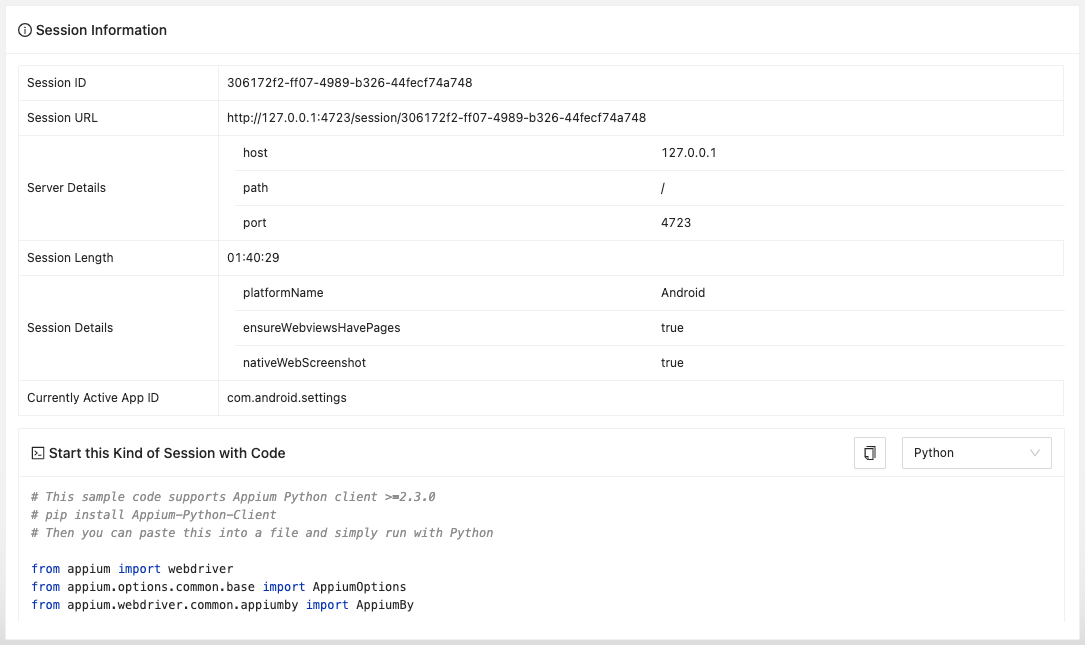 Session Information
Session ID 306172f2-ff07-4989-b326-44fecf74a748
Session URL http://127.0.0.1:4723/session/306172f2-ff07-4989-b326-44fecf74a748
Server Details
host 127.0.0.1
path /
port 4723
Session Length 01:40:29
Session Details
platformName Android
ensureWebviewsHavePages true
nativeWebScreenshot true
Currently Active App ID com.android.settings
Start this Kind of Session with Code Python
# This sample code supports Appium Python client >=2.3.0
# pip install Appium-Python-Client
# Then you can paste this into a file and simply run with Python
from appium import webdriver
from appium.options.common.base import AppiumOptions
from appium.webdriver.common.appiumby import AppiumBy